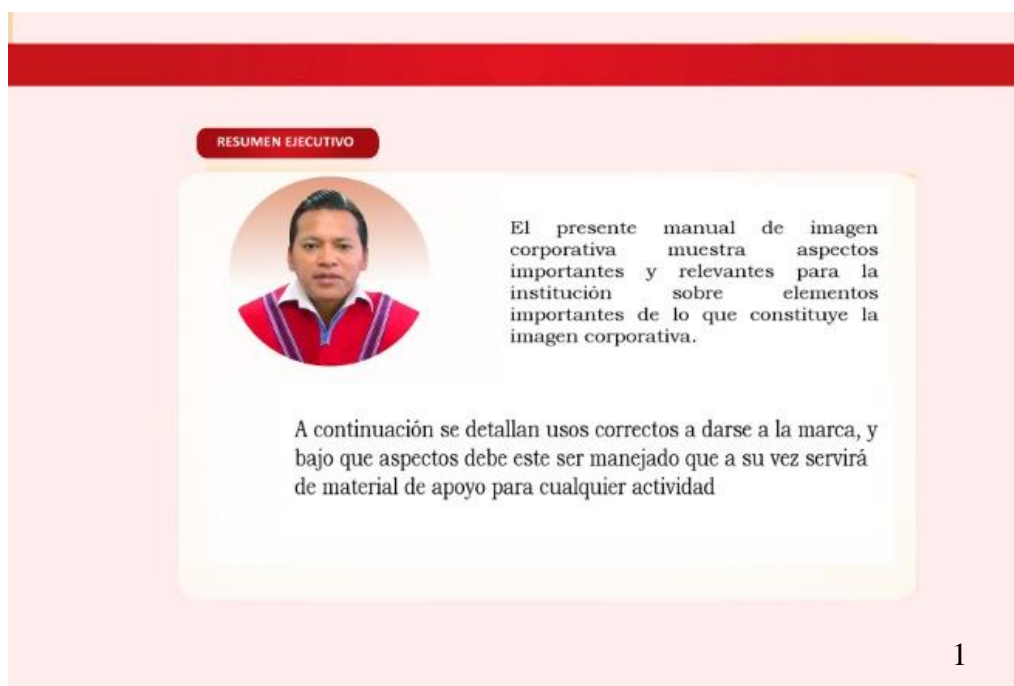 RESUMEN EJECUTIVO
El presente manual de imagen
corporativa muestra aspectos
importantes y relevantes para la
institución sobre elementos
importantes de lo que constituye la
imagen corporativa.
A continuación se detallan usos correctos a darse a la marca, y
bajo que aspectos debe este ser manejado que a su vez servirá
de material de apoyo para cualquier actividad
1